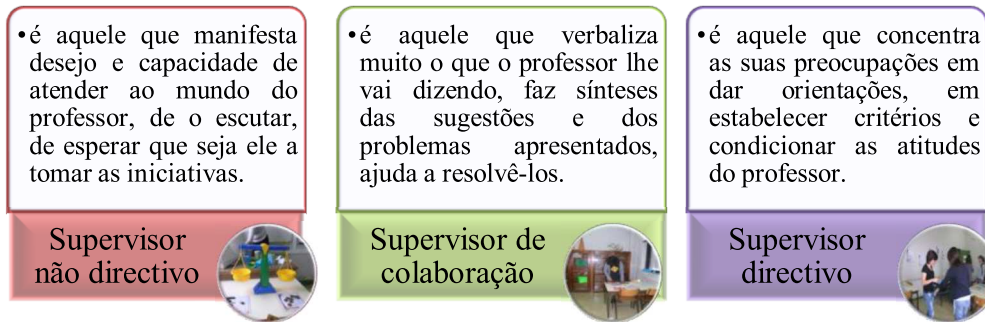 •é aquele que manifesta
desejo e capacidade de
atender ao mundo do
professor, de o escutar,
de esperar que seja ele a
tomar as iniciativas.
Supervisor
não directivo
•é aquele que verbaliza
muito o que o professor lhe
vai dizendo, faz sínteses
das sugestões e dos
problemas apresentados,
ajuda a resolvê-los.
Supervisor de
colaboração
•é aquele que concentra
as suas preocupações em
dar orientações, em
estabelecer critérios e
condicionar as atitudes
do professor.
Supervisor
directivo